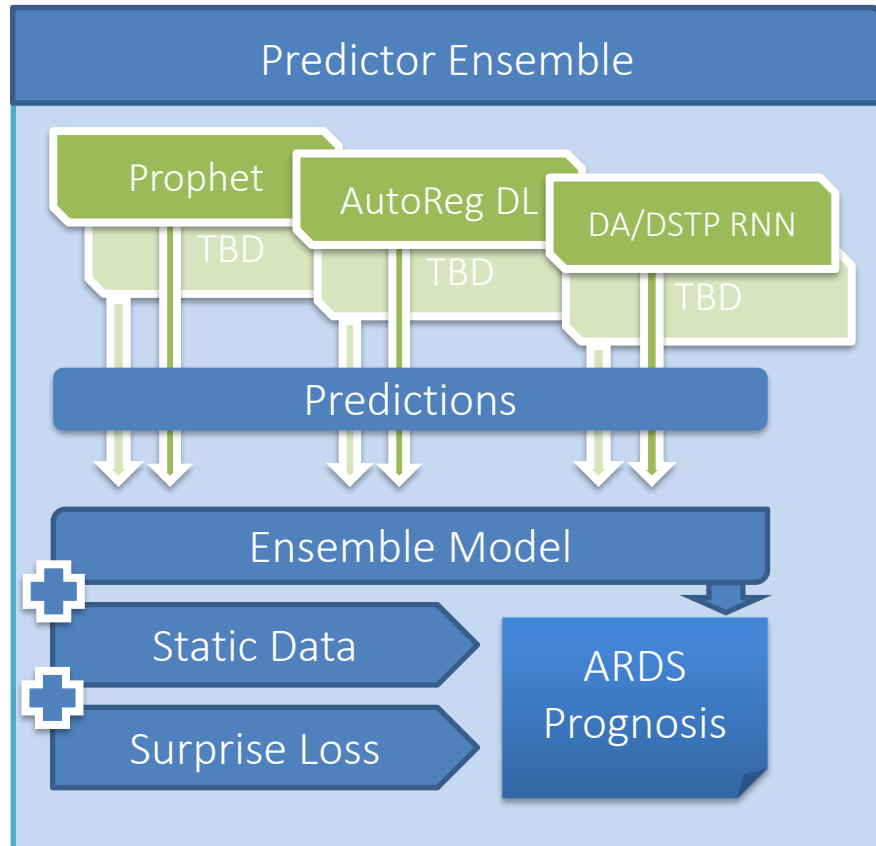 Predictor Ensemble
Prophet
AutoReg DL
DA/DSTP RNN
TBD
TBD
TBD
Predictions
Ensemble Model
Static Data
Surprise Loss
ARDS
Prognosis